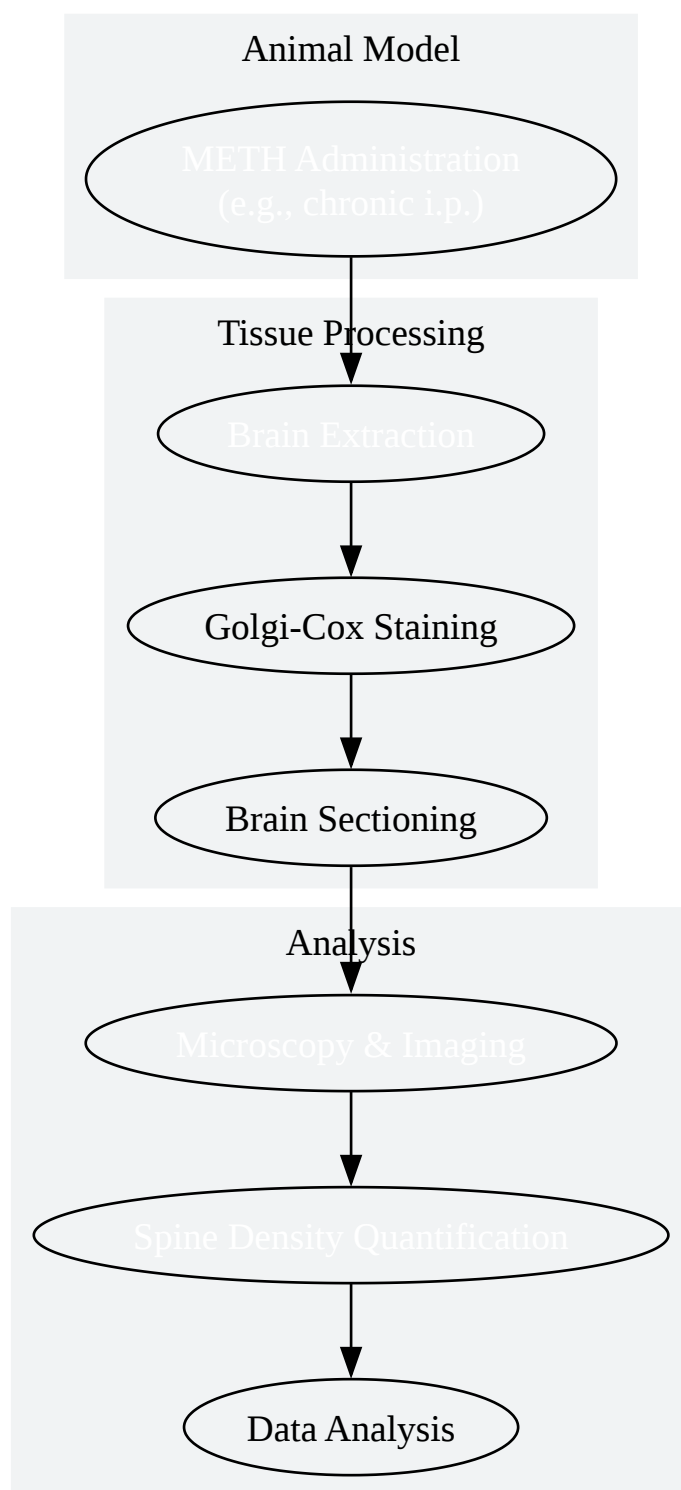 Animal Model
METH Administration
(e.g., chronic i.p.)
Tissue Processing
Brain Extraction
Golgi-Cox Staining
Brain Sectioning
Analysis
Microscopy & Imaging
Spine Density Quantification
Data Analysis